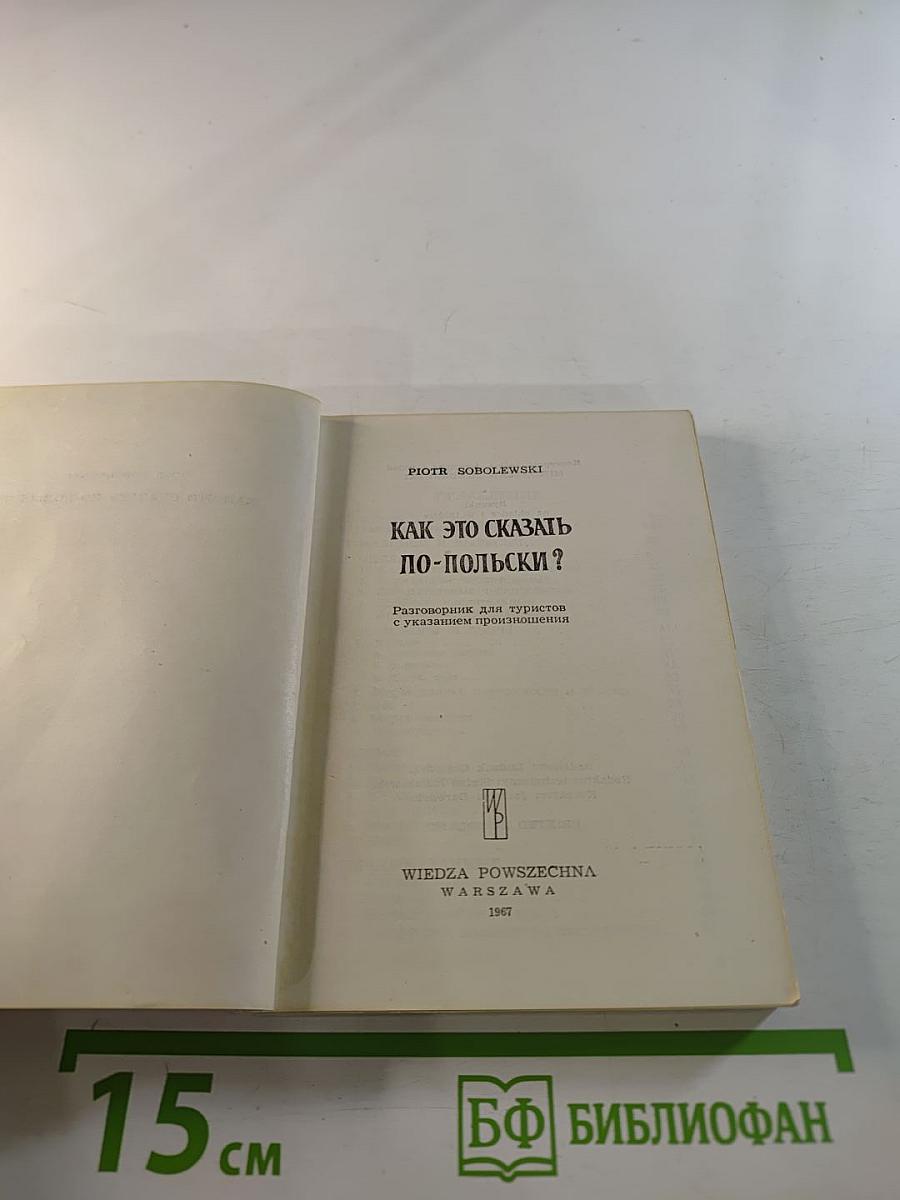 PIOTR SOBOLEWSKI
КАК ЭТО СКАЗАТЬ
ПО-ПОЛЬСКИ?
Разговорник для туристов
с указанием произношения
WP
WIEDZA POWSZECHNA
WARSZAWA
1967
15 см
БФ БИБЛИОФАН